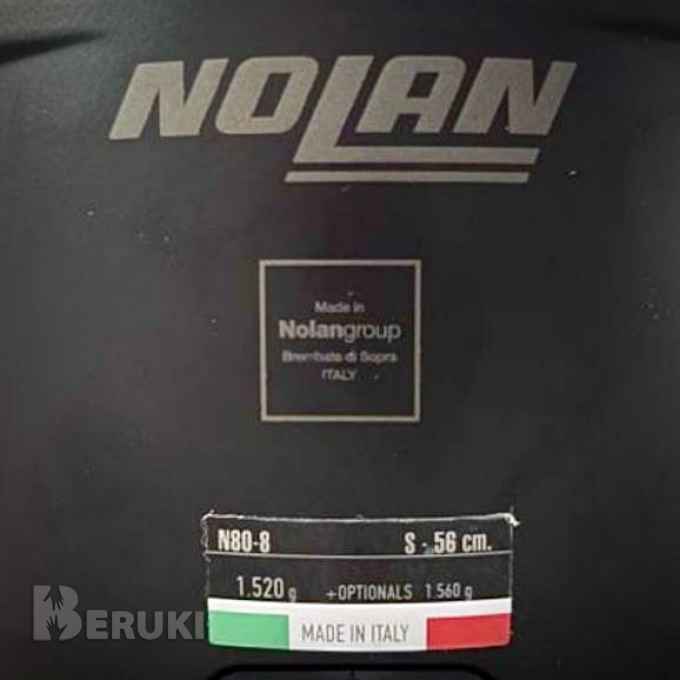 NOLAN
Made in
Nolangroup
Brembate di Sopra
ITALY
N80-8 S - 56 cm.
1.520 g +OPTIONALS 1 560 g
MADE IN ITALY
BERUKI